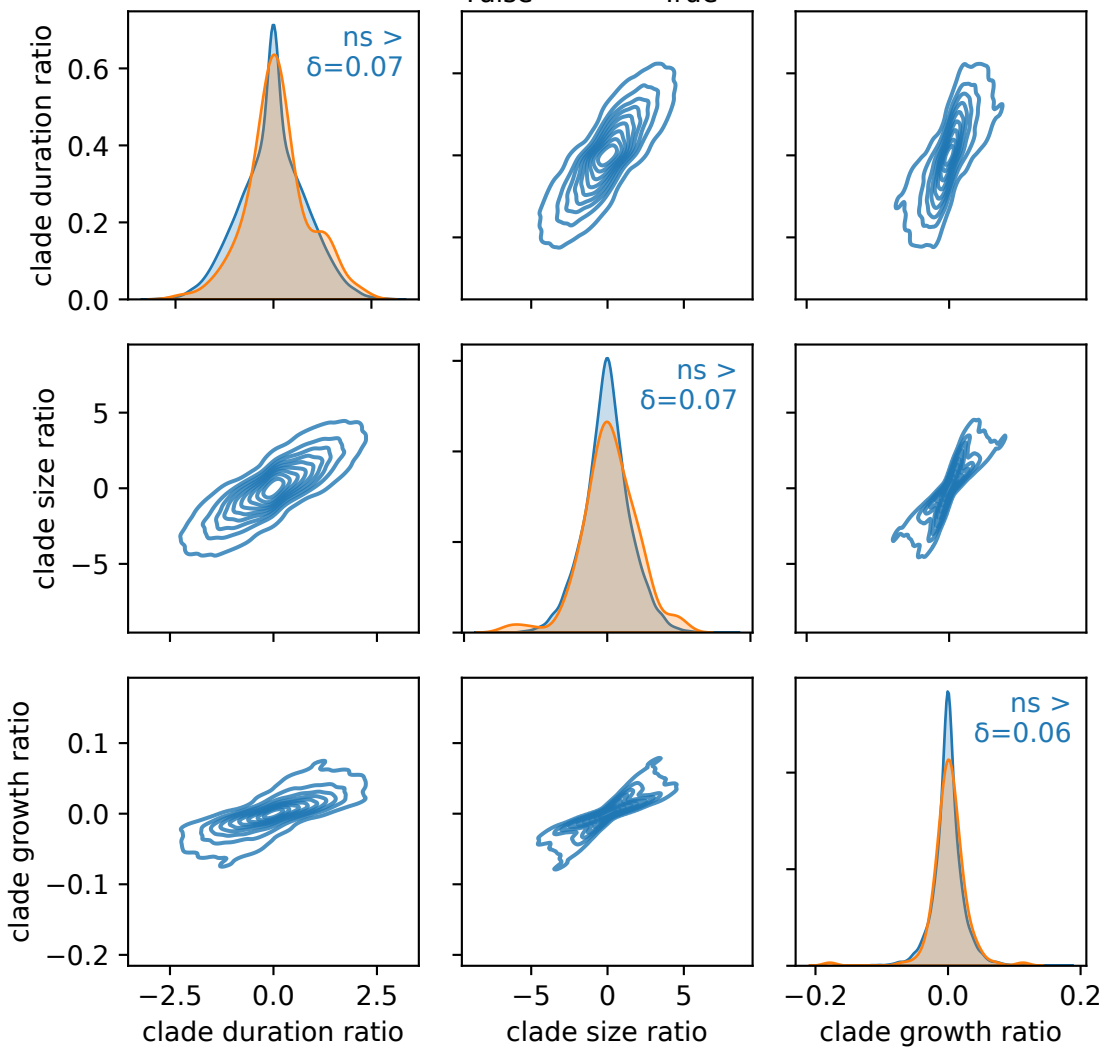 True
clade duration ratio
0.6
0.4
0.2
0.0
ns >
δ=0.07
clade size ratio
5
0
−5
ns >
δ=0.07
clade growth ratio
0.1
0.0
−0.1
−0.2
ns >
δ=0.06
−2.5 0.0 2.5
−5 0 5
−0.2 0.0 0.2
clade duration ratio
clade size ratio
clade growth ratio